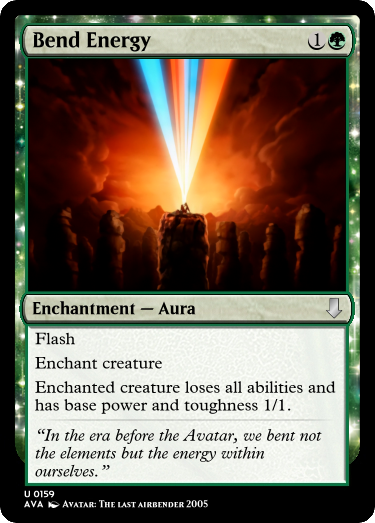 Bend Energy 1
Enchantment — Aura
Flash
Enchant creature
Enchanted creature loses all abilities and
has base power and toughness 1/1.
“In the era before the Avatar, we bent not
the elements but the energy within
ourselves.”
U 0159
AVA Avatar: The last airbender 2005